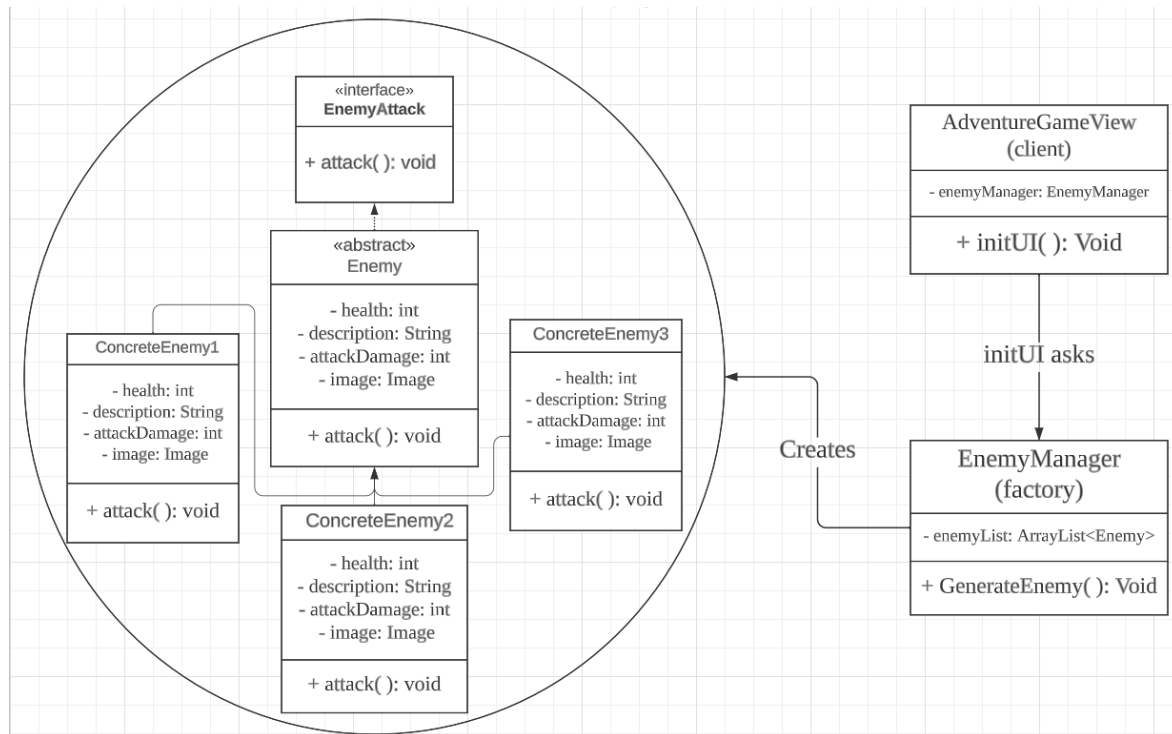 «interface»
EnemyAttack
+ attack( ): void
«abstract»
Enemy
- health: int
- description: String
- attackDamage: int
- image: Image
+ attack( ): void
ConcreteEnemy1
- health: int
- description: String
- attackDamage: int
- image: Image
+ attack( ): void
ConcreteEnemy2
- health: int
- description: String
- attackDamage: int
- image: Image
+ attack( ): void
ConcreteEnemy3
- health: int
- description: String
- attackDamage: int
- image: Image
+ attack( ): void
AdventureGameView
(client)
- enemyManager: EnemyManager
+ initUI( ): Void
initUI asks
Creates
EnemyManager
(factory)
- enemyList: ArrayList<Enemy>
+ GenerateEnemy( ): Void